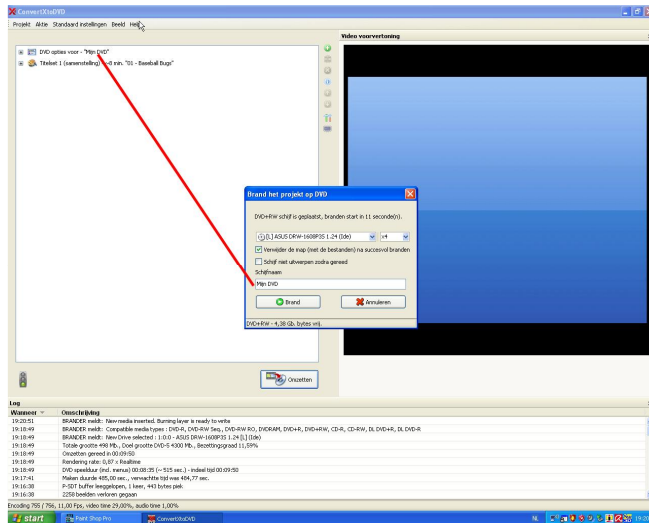 ConvertXtoDVD
Projekt Aktie Standaard instellingen Beeld Help
Video voorvertoning
DVD opties voor - "Mijn DVD"
Titelset 1 (samenstelling) ~8 min. "01 - Baseball Bugs"
Brand het projekt op DVD
DVD+RW schijf is geplaatst, branden start in 11 seconde(n).
[L] ASUS DRW-1608P3S 1.24 (Ide) x4
Verwijder de map (met de bestanden) na succesvol branden
Schijf niet uitwerpen zodra gereed
Schijfnaam
Mijn DVD
Brand Annuleren
DVD+RW - 4,38 Gb. bytes vrij.
Omzetten
Log
Wanneer Omschrijving
19:20:51 BRANDER meldt: New media inserted. Burning layer is ready to write
19:18:49 BRANDER meldt: Compatible media types : DVD-R, DVD-RW Seq., DVD-RW RO, DVDRAM, DVD+R, DVD+RW, CD-R, CD-RW, DL DVD+R, DL DVD-R
19:18:49 BRANDER meldt: New Drive selected : 1:0:0 - ASUS DRW-1608P3S 1.24 [L] (Ide)
19:18:49 Totale grootte 498 Mb., Doel grootte DVD-5 4300 Mb., Bezettingsgraad 11,59%
19:18:49 Omzetten gereed in 00:09:50
19:18:49 Rendering rate: 0,87 x Realtime
19:18:49 DVD speelduur (incl. menus) 00:08:35 (~ 515 sec.) - indeel tijd 00:09:50
19:17:41 Maken duurde 485,00 sec., verwachtte tijd was 484,77 sec.
19:16:38 P-SDT buffer leeggelopen, 1 keer, 443 bytes piek
19:16:38 2258 beelden verloren gegaan
Encoding 755 / 756, 11,00 Fps, video time 29,00%, audio time 1,00%
start Paint Shop Pro ConvertXtoDVD NL 19:20